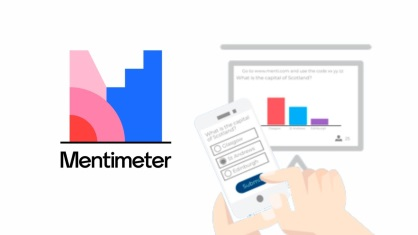 Mentimeter
Go to www.menti.com and use the code
What is the capital of Scotland?
What is the capital
of Scotland?
Glasgow
St Andrews
Edinburgh
Submit